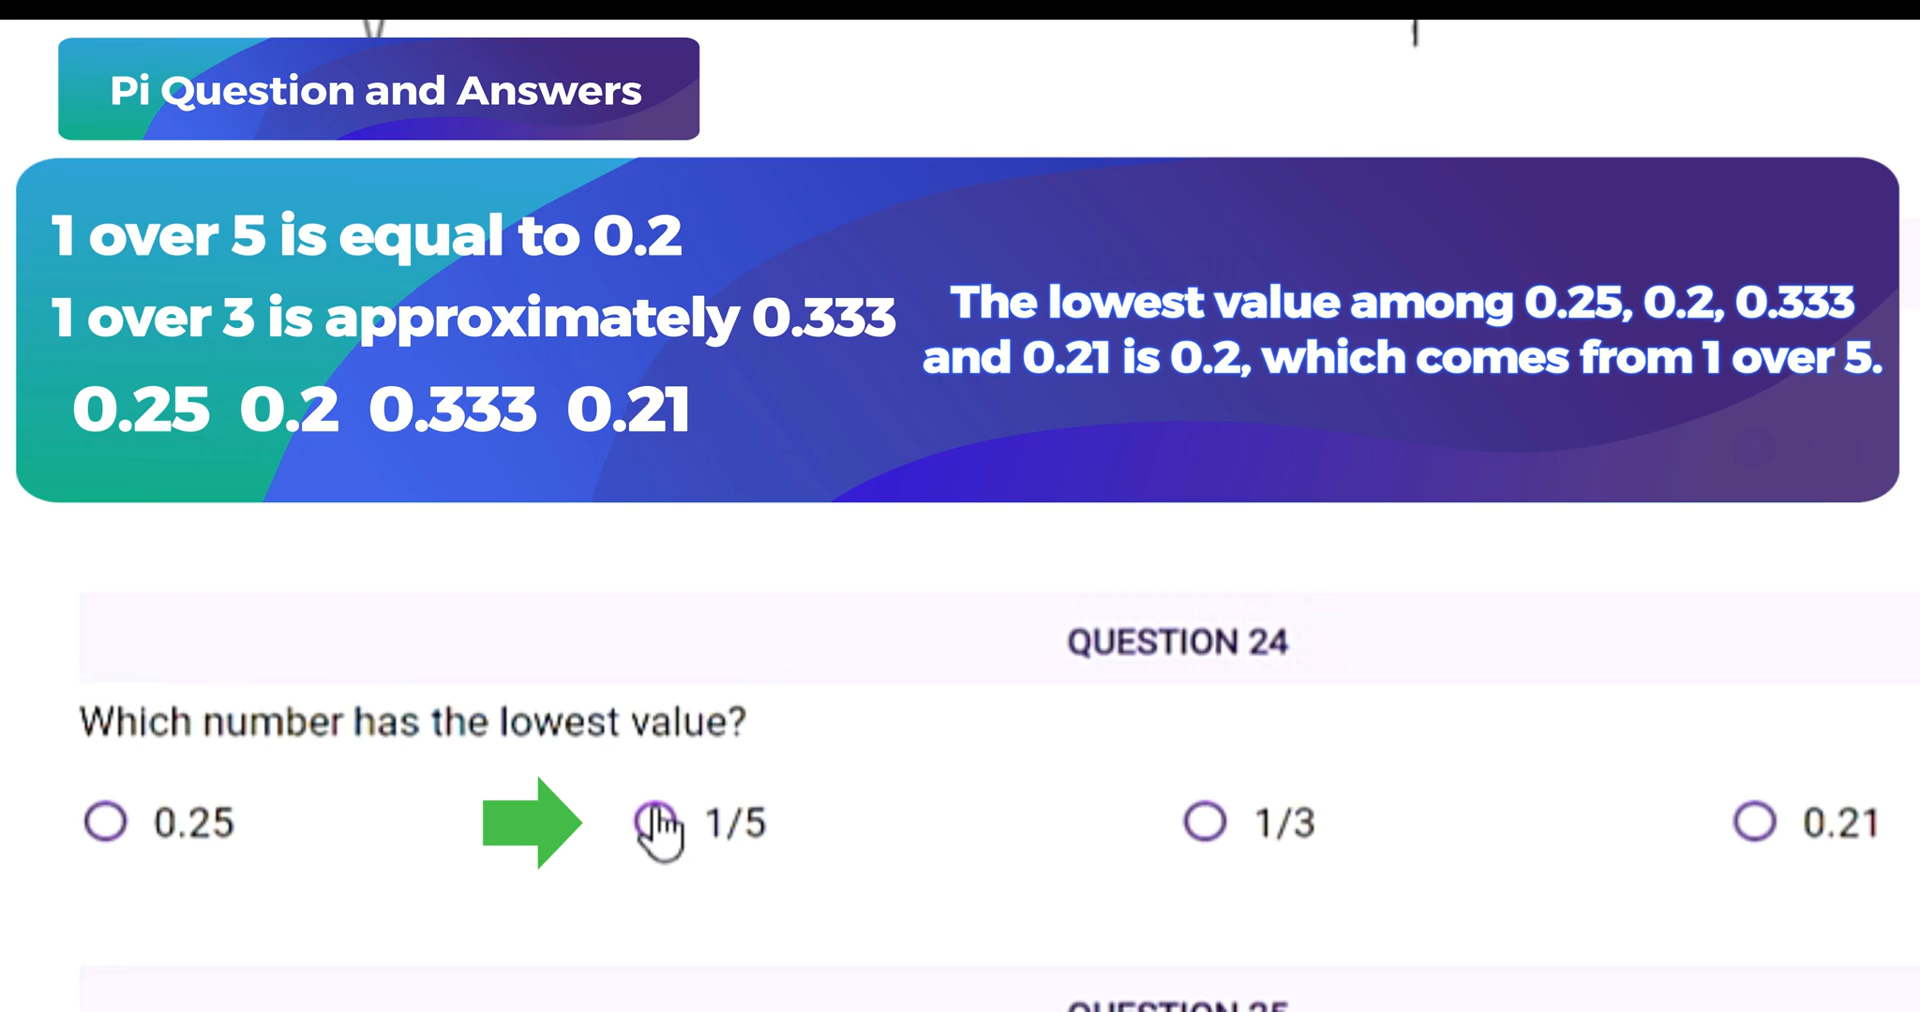 Pi Question and Answers
1 over 5 is equal to 0.2
1 over 3 is approximately 0.333
0.25 0.2 0.333 0.21
The lowest value among 0.25, 0.2, 0.333
and 0.21 is 0.2, which comes from 1 over 5.
QUESTION 24
Which number has the lowest value?
0.25
1/5
1/3
0.21
QUESTION 25